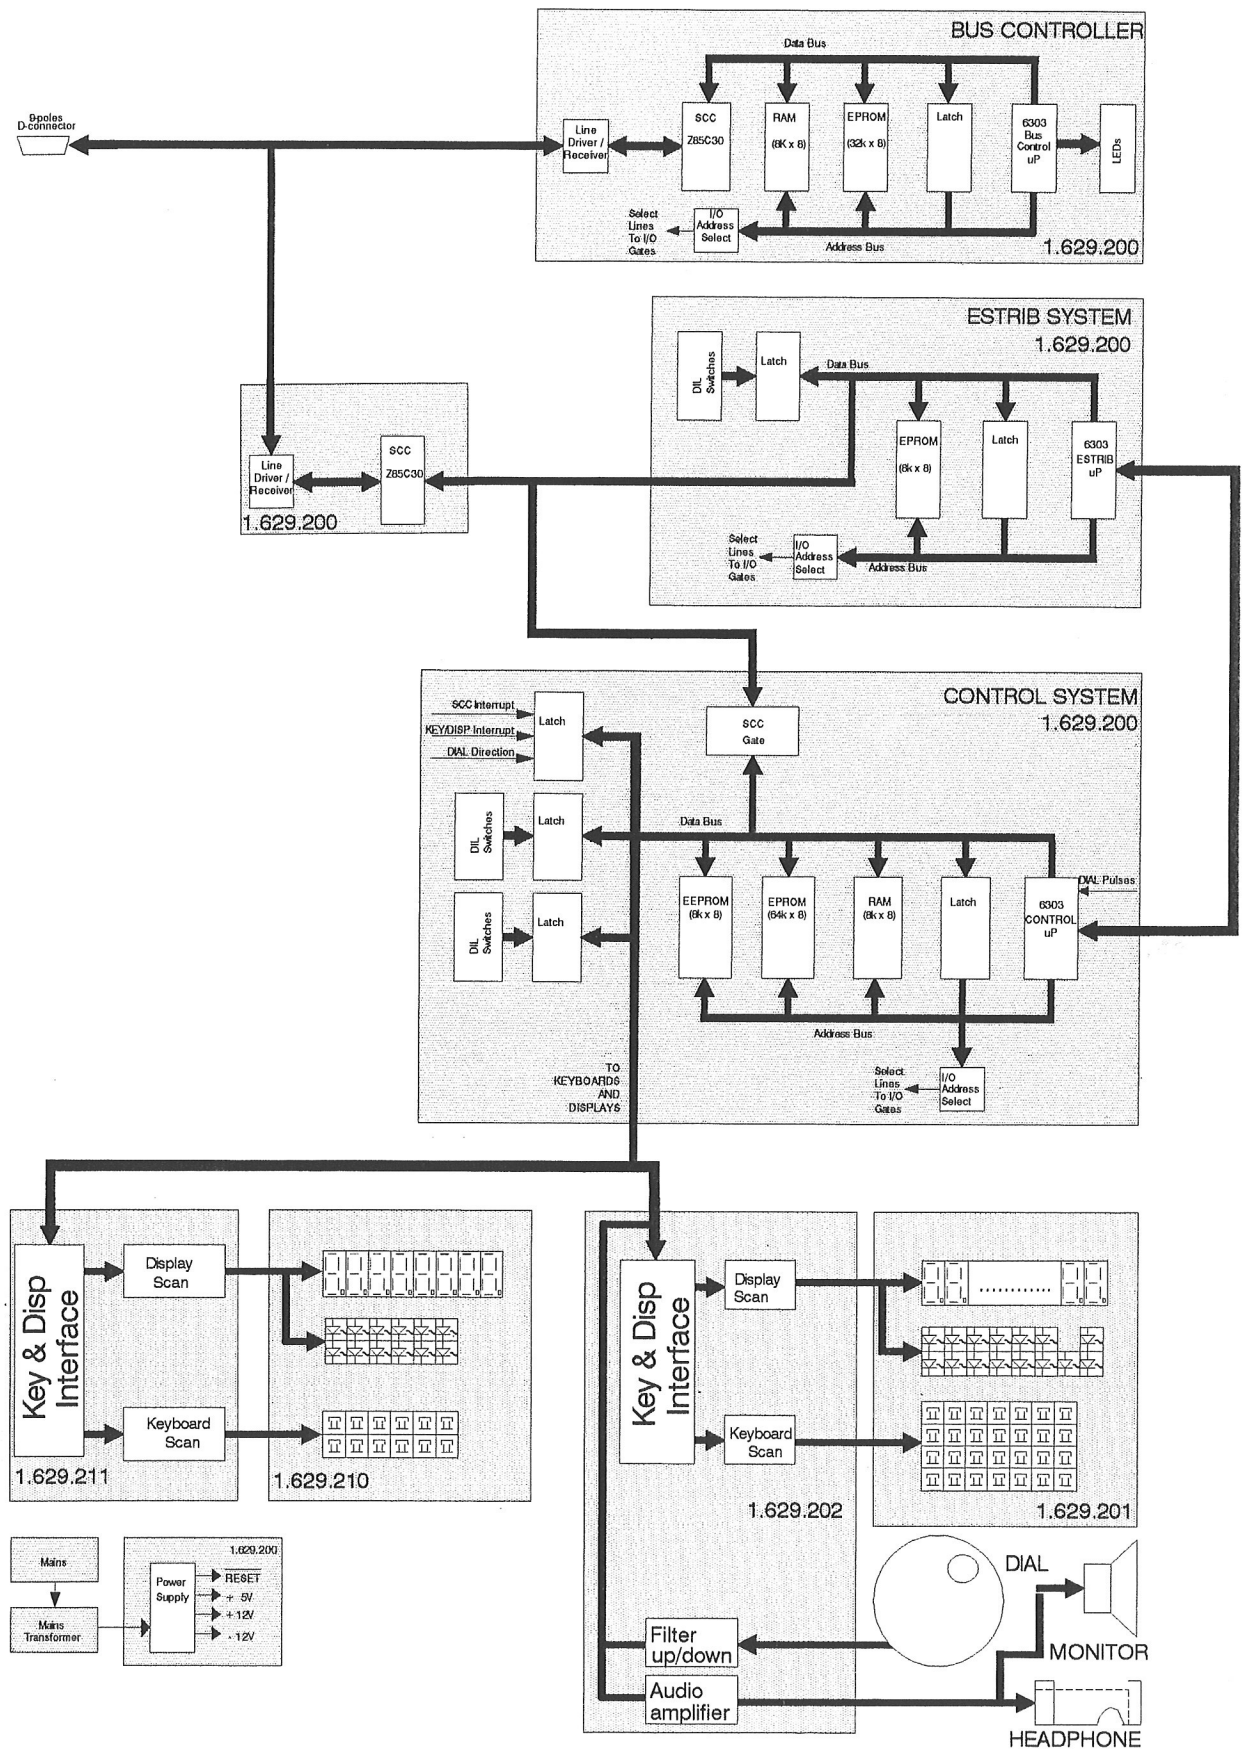 BUS CONTROLLER
Data Bus
9-poles
D-connector
Line
Driver /
Receiver
SCC
Z85C30
RAM
(8K x 8)
EPROM
(32k x 8)
Latch
6303
Bus
Control
uP
LEDs
Select
Lines
To I/O
Gates
I/O
Address
Select
Address Bus
1.629.200
ESTRIB SYSTEM
1.629.200
DIL
Switches
Latch
Data Bus
EPROM
(8k x 8)
Latch
6303
ESTRIB
uP
Line
Driver /
Receiver
SCC
Z85C30
1.629.200
Select
Lines
To I/O
Gates
I/O
Address
Select
Address Bus
CONTROL SYSTEM
1.629.200
SCC Interrupt
KEY/DISP Interrupt
DIAL Direction
Latch
SCC
Gate
DIL
Switches
Latch
Data Bus
DIL
Switches
Latch
EEPROM
(8k x 8)
EPROM
(64k x 8)
RAM
(8k x 8)
Latch
6303
CONTROL
uP
DIAL Pulses
Address Bus
TO
KEYBOARDS
AND
DISPLAYS
Select
Lines
To I/O
Gates
I/O
Address
Select
Key & Disp
Interface
Display
Scan
Keyboard
Scan
1.629.211
1.629.210
Key & Disp
Interface
Display
Scan
Keyboard
Scan
1.629.202
1.629.201
Mains
Mains
Transformer
1.629.200
Power
Supply
RESET
+ 5V
+ 12V
- 12V
Filter
up/down
Audio
amplifier
DIAL
MONITOR
HEADPHONE